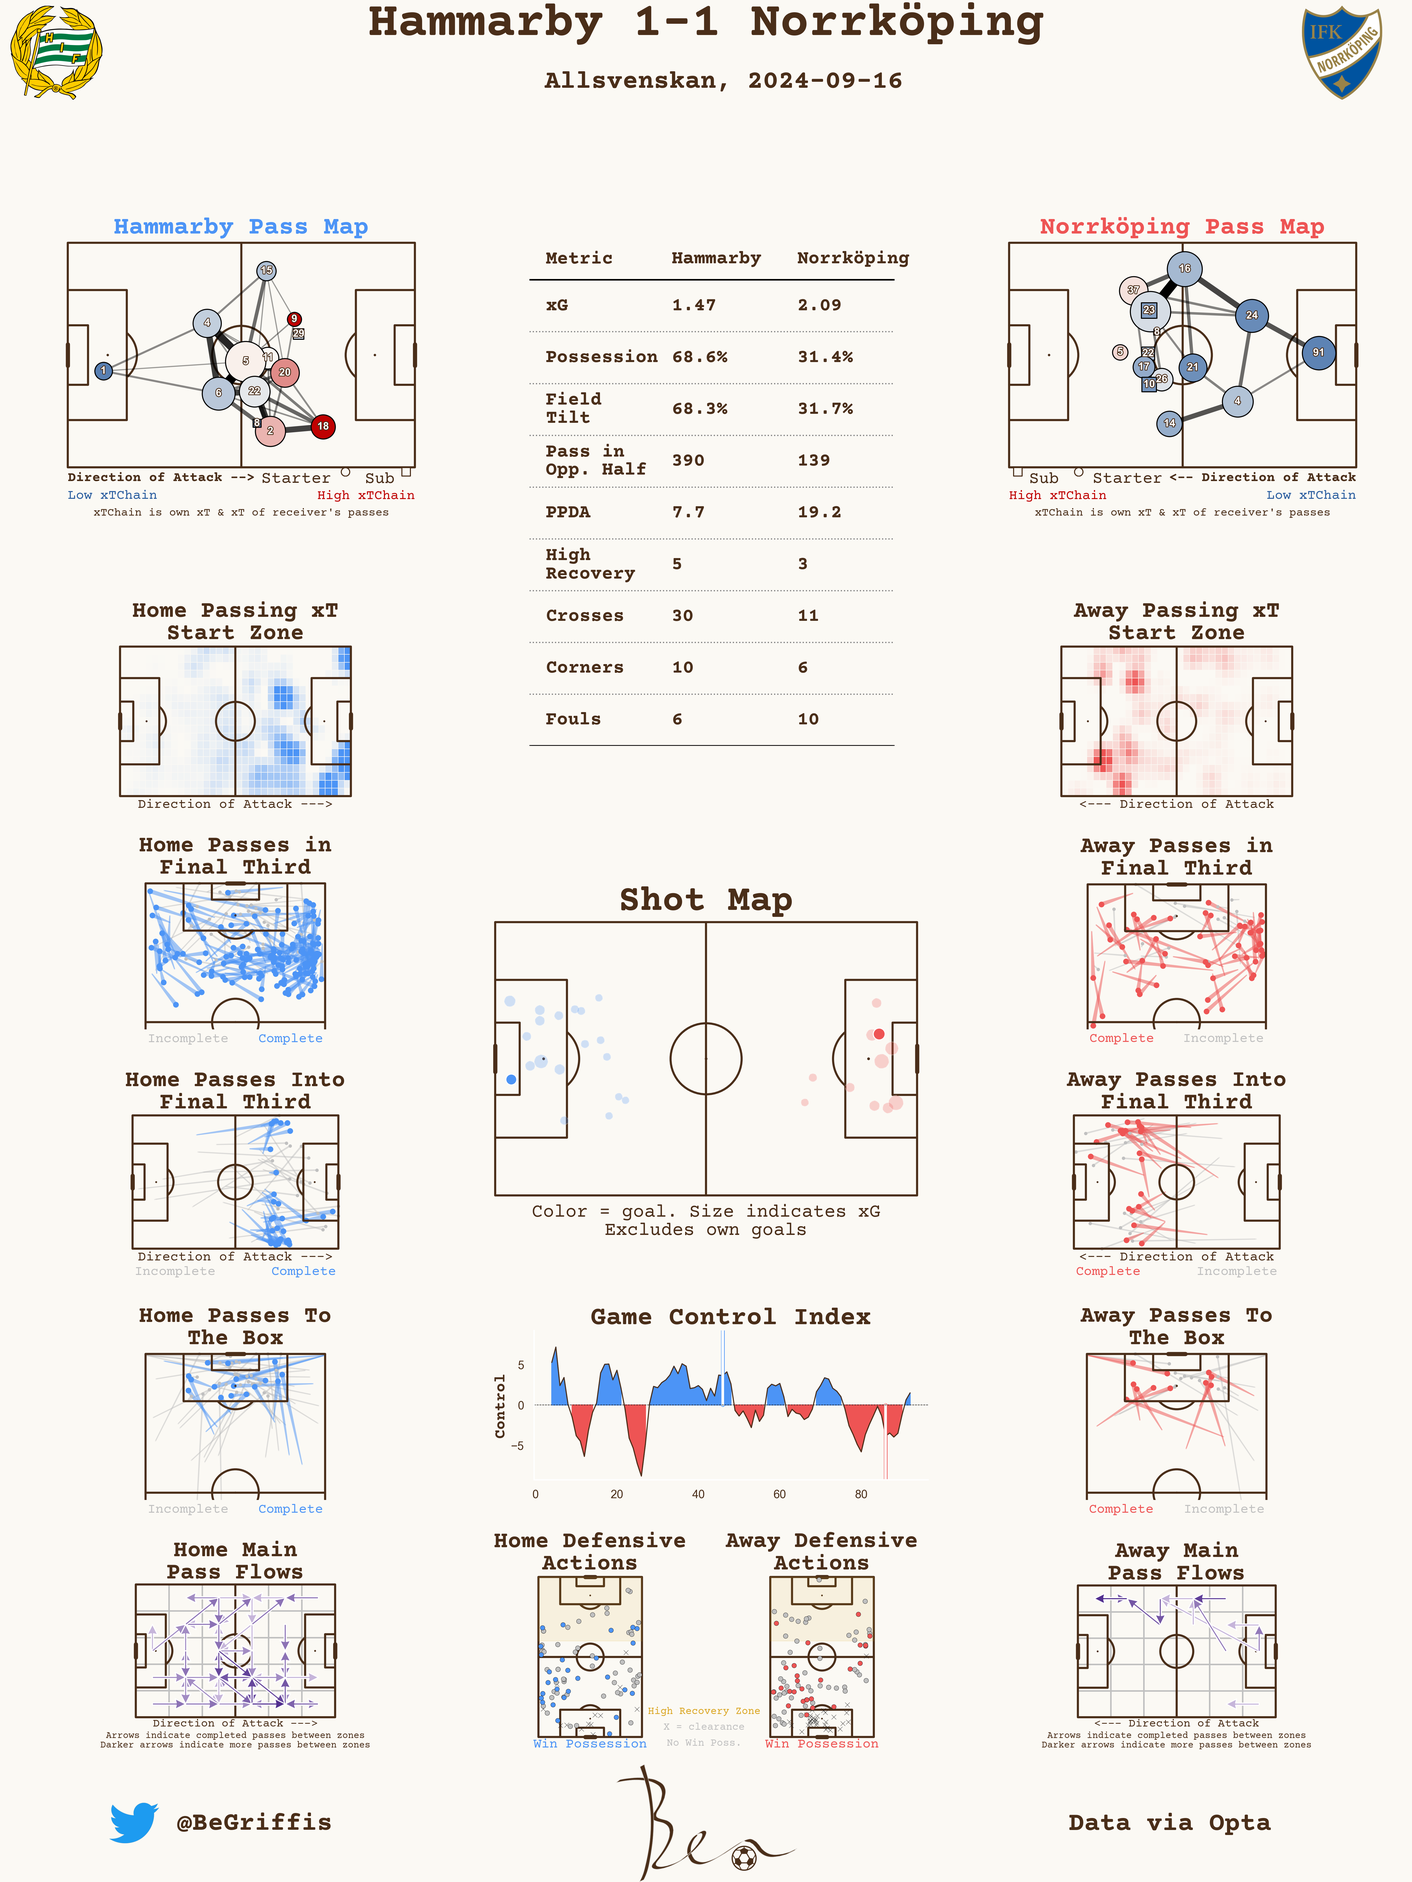 Hammarby 1-1 Norrköping
Allsvenskan, 2024-09-16
H I F
IFK
NORRKÖPING
Hammarby Pass Map
15
4
9
29
5
11
1
20
6
22
8
2
18
Direction of Attack --> Starter Sub
Low xTChain High xTChain
xTChain is own xT & xT of receiver's passes
Metric Hammarby Norrköping
xG 1.47 2.09
Possession 68.6% 31.4%
Field
Tilt 68.3% 31.7%
Pass in
Opp. Half 390 139
PPDA 7.7 19.2
High
Recovery 5 3
Crosses 30 11
Corners 10 6
Fouls 6 10
Norrköping Pass Map
16
37
23
24
8
5
22
91
17
21
26
10
4
14
Sub Starter <-- Direction of Attack
High xTChain Low xTChain
xTChain is own xT & xT of receiver's passes
Home Passing xT
Start Zone
Direction of Attack --->
Away Passing xT
Start Zone
<--- Direction of Attack
Home Passes in
Final Third
Incomplete Complete
Away Passes in
Final Third
Complete Incomplete
Shot Map
Color = goal. Size indicates xG
Excludes own goals
Home Passes Into
Final Third
Direction of Attack --->
Incomplete Complete
Away Passes Into
Final Third
<--- Direction of Attack
Complete Incomplete
Home Passes To
The Box
Incomplete Complete
Game Control Index
Control
5
0
−5
0 20 40 60 80
Away Passes To
The Box
Complete Incomplete
Home Main
Pass Flows
Direction of Attack --->
Arrows indicate completed passes between zones
Darker arrows indicate more passes between zones
Home Defensive
Actions
Win Possession
High Recovery Zone
X = clearance
No Win Poss.
Away Defensive
Actions
Win Possession
Away Main
Pass Flows
<--- Direction of Attack
Arrows indicate completed passes between zones
Darker arrows indicate more passes between zones
@BeGriffis
Ben
Data via Opta